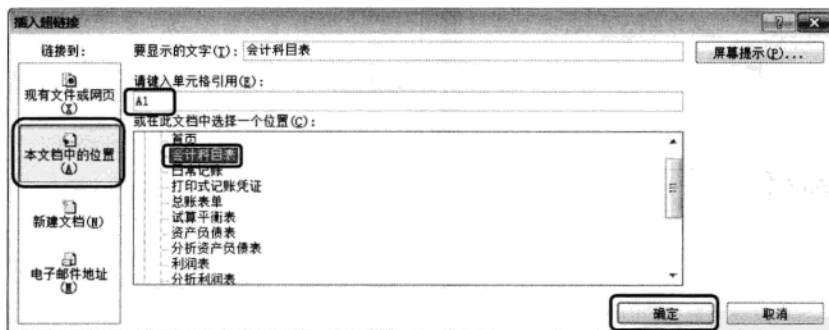 插入超链接
链接到:
要显示的文字(T): 会计科目表
屏幕提示(P)...
现有文件或网页(X)
请键入单元格引用(E):
A1
本文档中的位置(A)
或在此文档中选择一个位置(C):
首页
会计科目表
日常记账
打印式记账凭证
总账表单
试算平衡表
资产负债表
分析资产负债表
利润表
分析利润表
新建文档(N)
电子邮件地址(M)
确定
取消